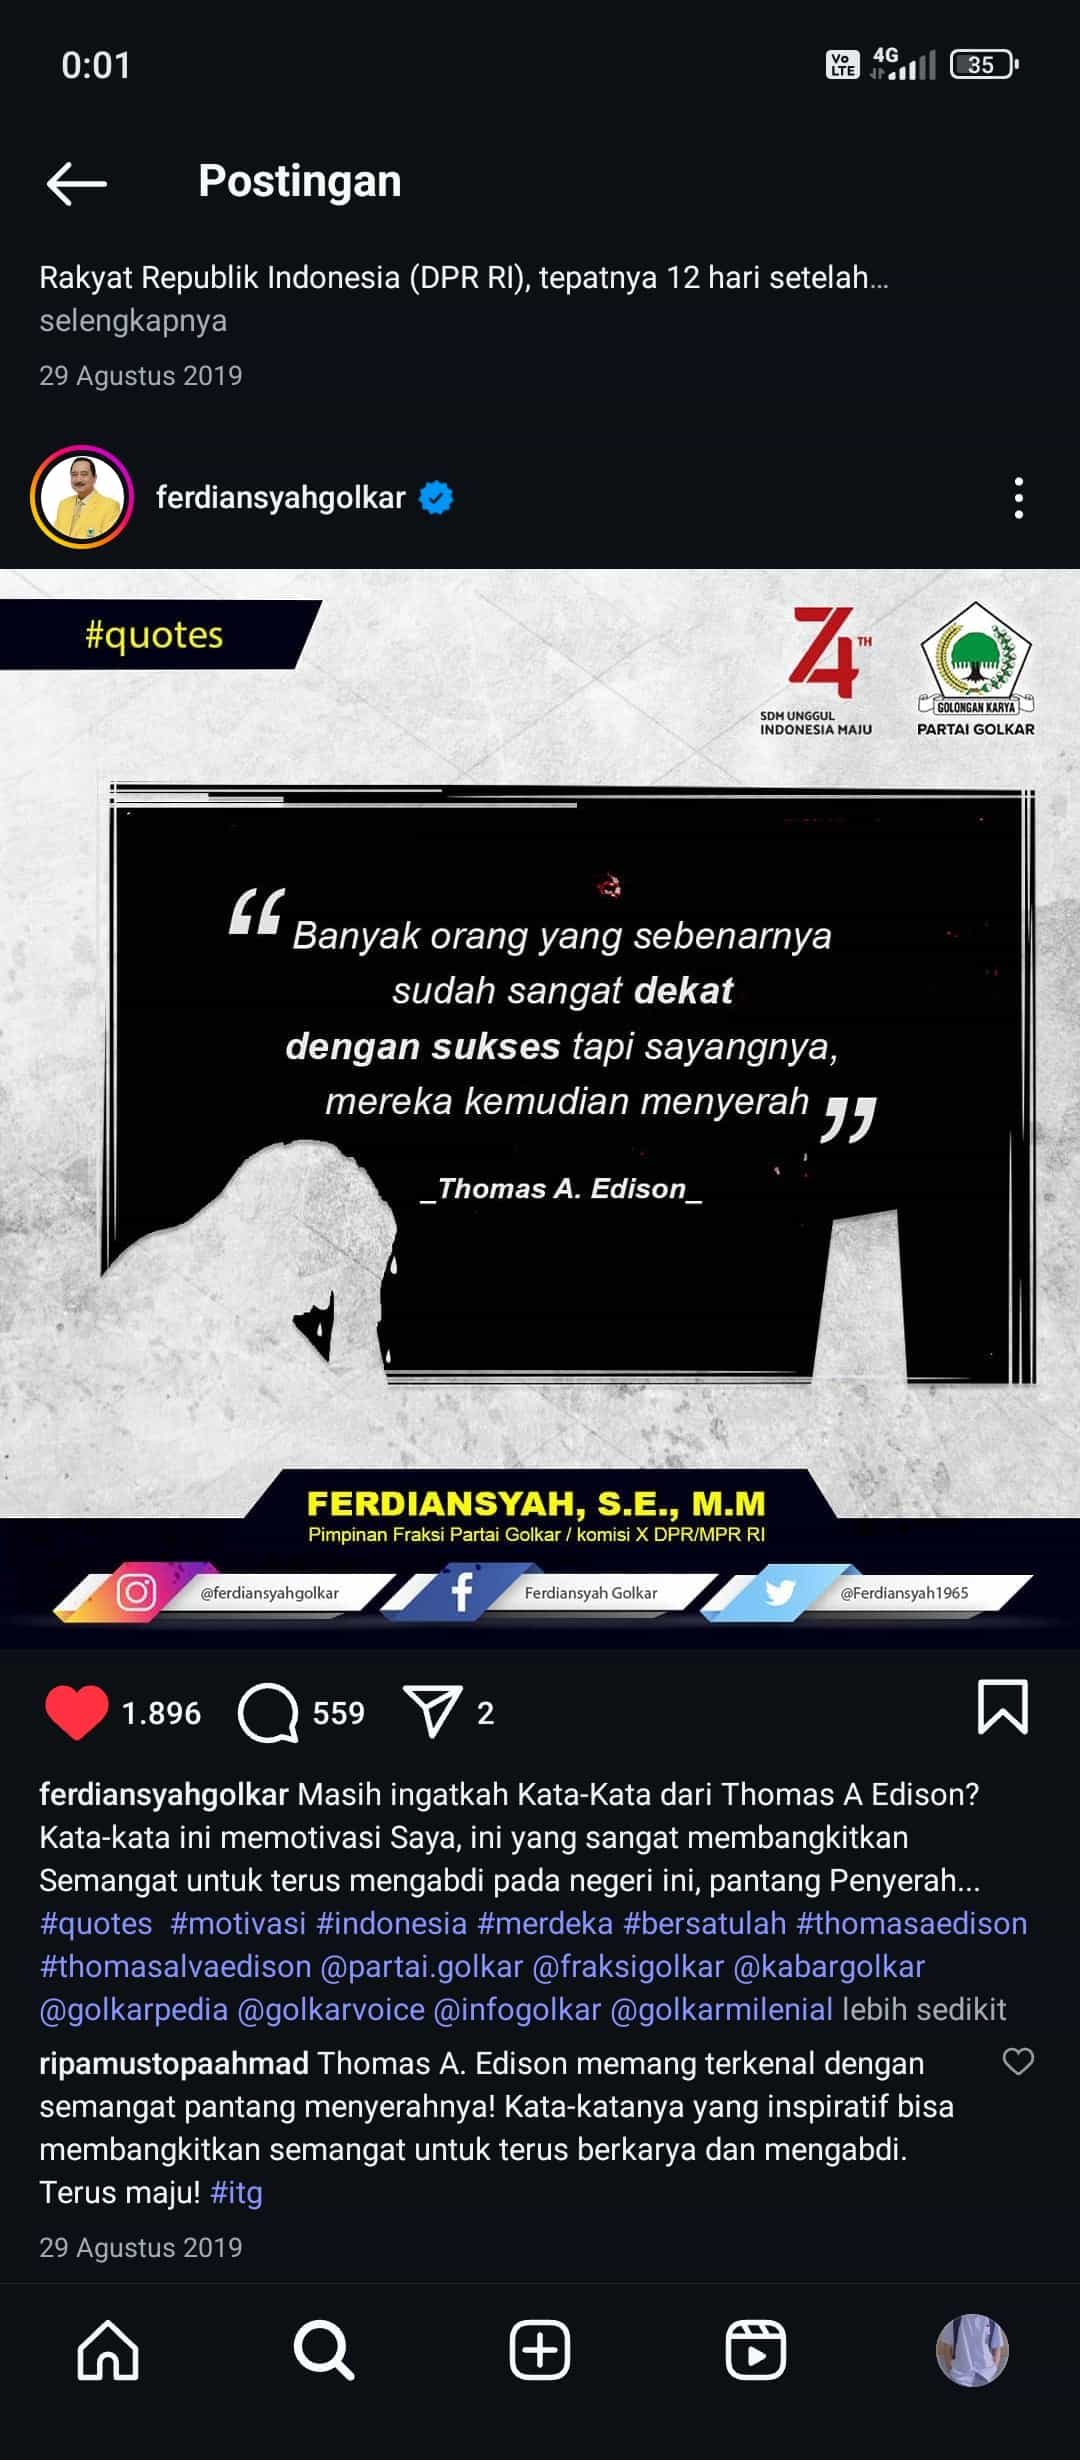 0:01
Vo LTE 4G 35
Postingan
Rakyat Republik Indonesia (DPR RI), tepatnya 12 hari setelah...
selengkapnya
29 Agustus 2019
ferdiansyahgolkar
#quotes
74 TH
SDM UNGGUL
INDONESIA MAJU
GOLONGAN KARYA
PARTAI GOLKAR
“ Banyak orang yang sebenarnya
sudah sangat dekat
dengan sukses tapi sayangnya,
mereka kemudian menyerah ”
_Thomas A. Edison_
FERDIANSYAH, S.E., M.M
Pimpinan Fraksi Partai Golkar / komisi X DPR/MPR RI
@ferdiansyahgolkar
Ferdiansyah Golkar
@Ferdiansyah1965
1.896 559 2
ferdiansyahgolkar Masih ingatkah Kata-Kata dari Thomas A Edison?
Kata-kata ini memotivasi Saya, ini yang sangat membangkitkan
Semangat untuk terus mengabdi pada negeri ini, pantang Penyerah...
#quotes #motivasi #indonesia #merdeka #bersatulah #thomasaedison
#thomasalvaedison @partai.golkar @fraksigolkar @kabargolkar
@golkarpedia @golkarvoice @infogolkar @golkarmilenial lebih sedikit
ripamustopaahmad Thomas A. Edison memang terkenal dengan
semangat pantang menyerahnya! Kata-katanya yang inspiratif bisa
membangkitkan semangat untuk terus berkarya dan mengabdi.
Terus maju! #itg
29 Agustus 2019